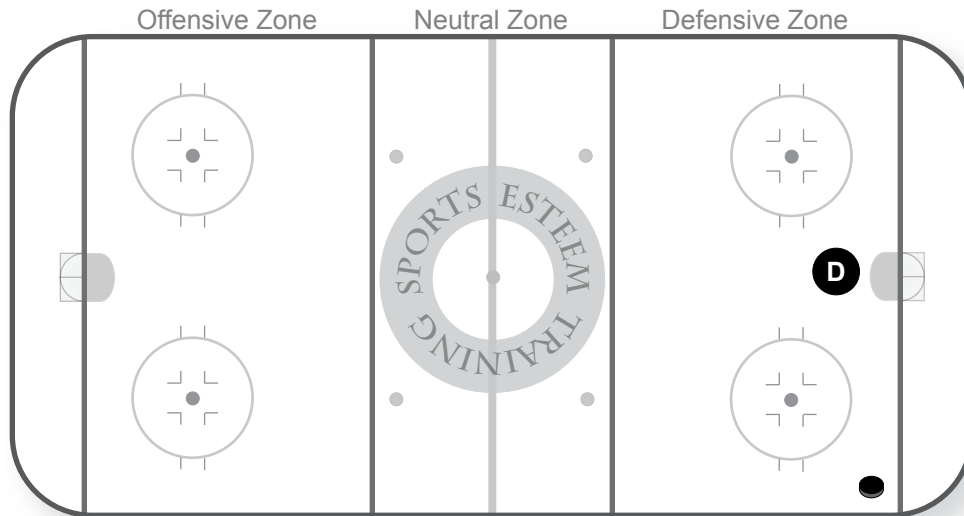 Offensive Zone
Neutral Zone
Defensive Zone
SPORTS ESTEEM TRAINING
D